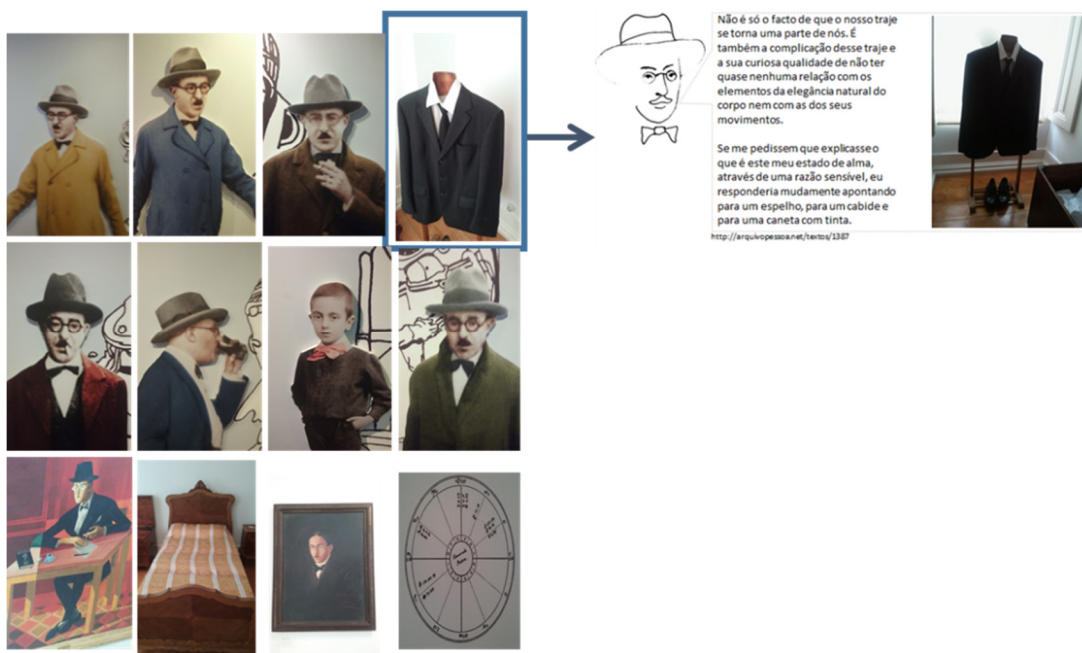 Não é só o facto de que o nosso traje
se torna uma parte de nós. É
também a complicação desse traje e
a sua curiosa qualidade de não ter
quase nenhuma relação com os
elementos da elegância natural do
corpo nem com as dos seus
movimentos.
Se me pedissem que explicasse o
que é este meu estado de alma,
através de uma razão sensível, eu
responderia mudamente apontando
para um espelho, para um cabide e
para uma caneta com tinta.
http://arquivopessoa.net/textos/1387